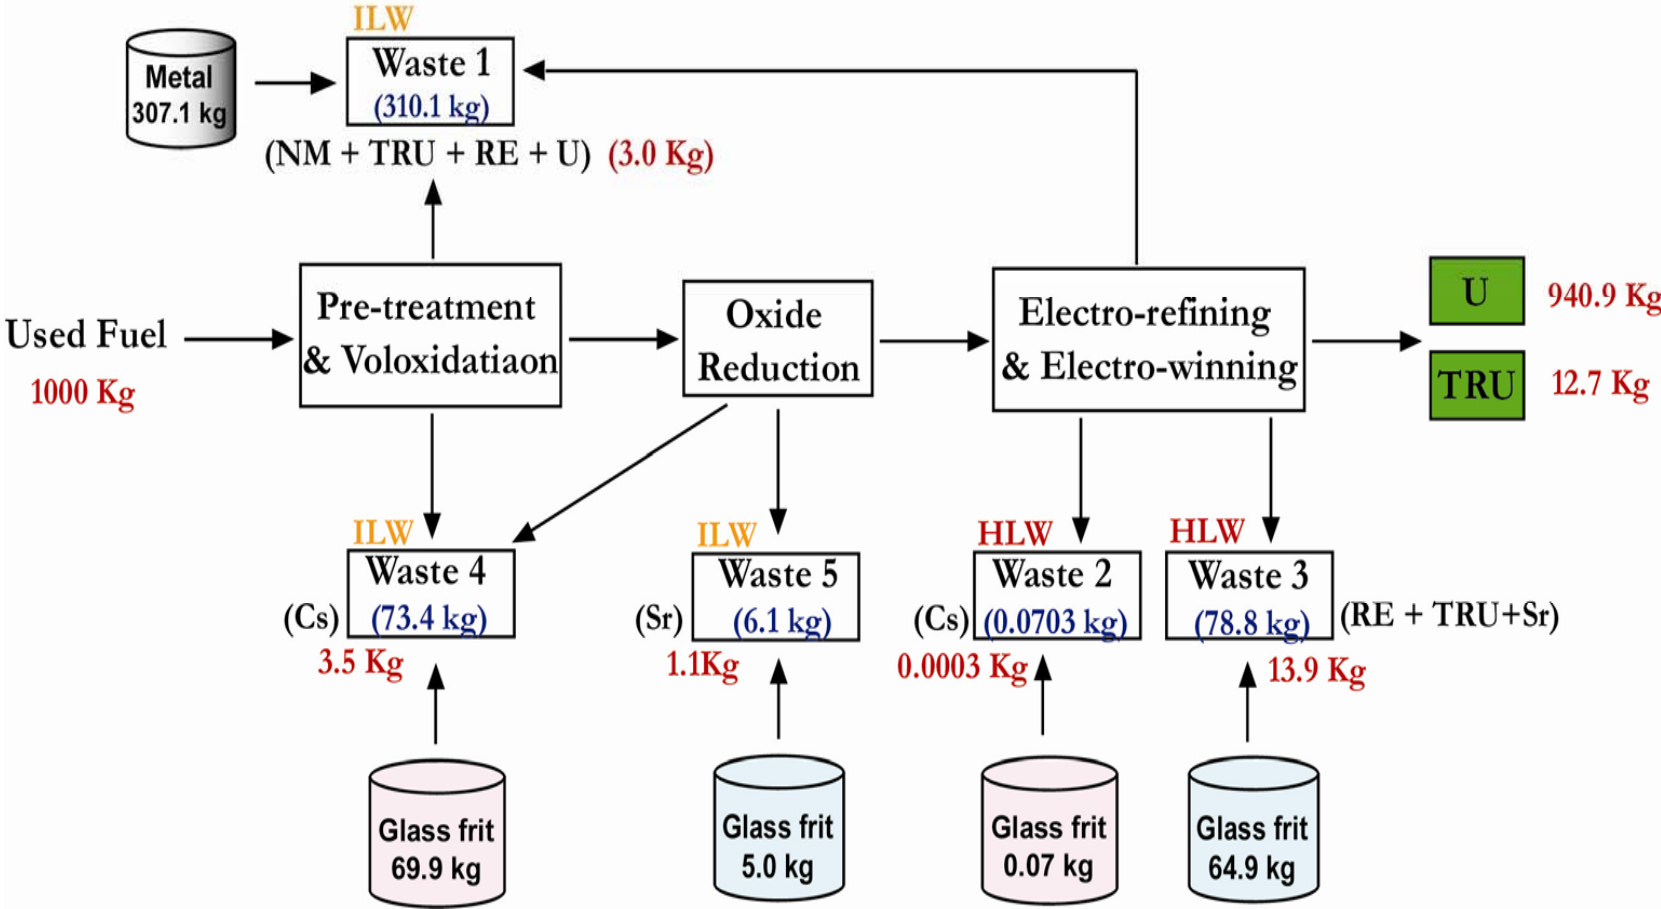 ILW
Metal
307.1 kg
Waste 1
(310.1 kg)
(NM + TRU + RE + U) (3.0 Kg)
Used Fuel
1000 Kg
Pre-treatment
& Voloxidatiaon
Oxide
Reduction
Electro-refining
& Electro-winning
U
940.9 Kg
TRU
12.7 Kg
ILW
Waste 4
(Cs)
(73.4 kg)
3.5 Kg
ILW
Waste 5
(Sr)
(6.1 kg)
1.1Kg
HLW
Waste 2
(Cs)
(0.0703 kg)
0.0003 Kg
HLW
Waste 3
(78.8 kg)
(RE + TRU+Sr)
13.9 Kg
Glass frit
69.9 kg
Glass frit
5.0 kg
Glass frit
0.07 kg
Glass frit
64.9 kg